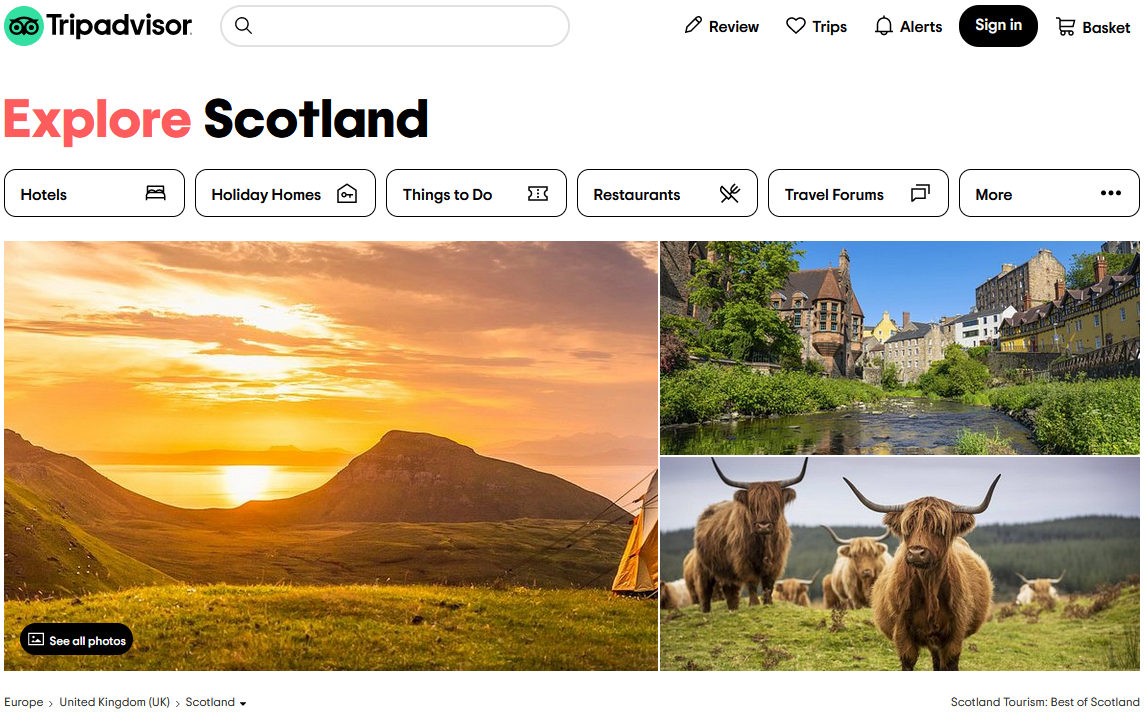 Tripadvisor
Review
Trips
Alerts
Sign in
Basket
Explore Scotland
Hotels
Holiday Homes
Things to Do
Restaurants
Travel Forums
More
See all photos
Europe › United Kingdom (UK) › Scotland
Scotland Tourism: Best of Scotland